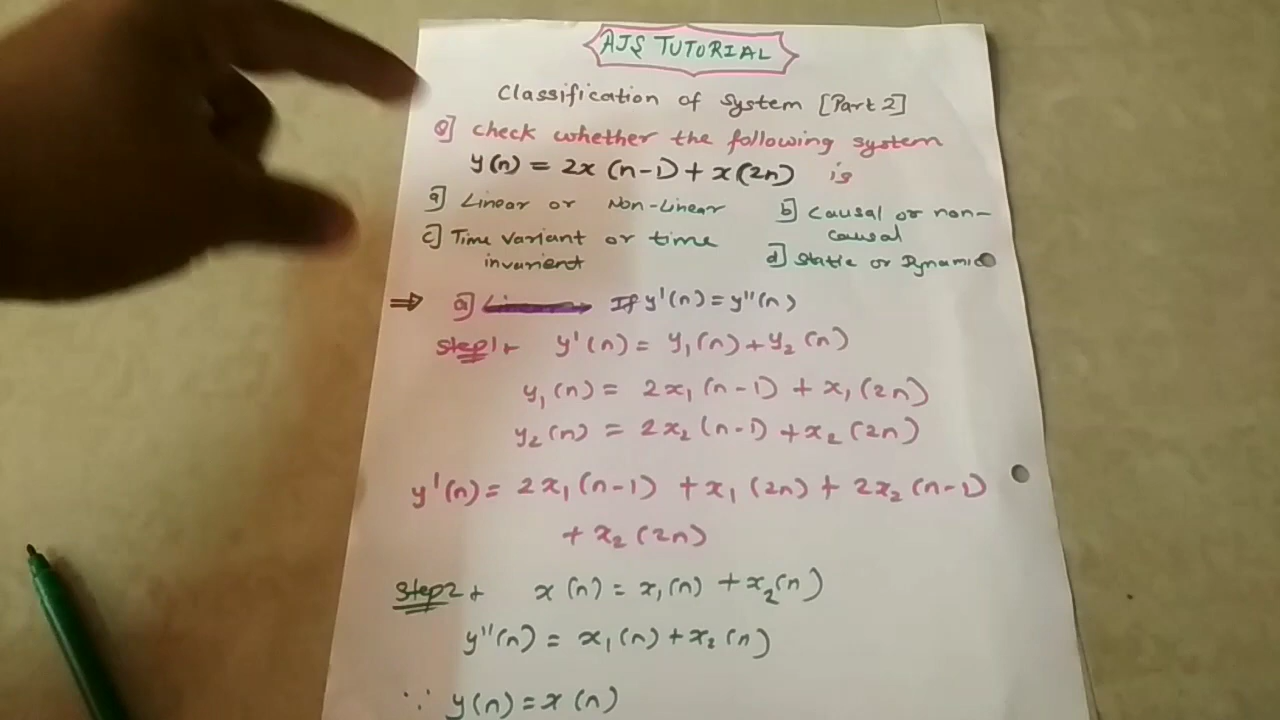 AJS TUTORIAL
Classification of System [Part 2]
Q] Check whether the following system
y(n) = 2x(n-1) + x(2n) is
a] Linear or Non-Linear
b] Causal or non-
causal
c] Time variant or time
invarient
d] Static or Dynamic
⇒ a] If y'(n) = y''(n)
Step1+ y'(n) = y₁(n) + y₂(n)
y₁(n) = 2x₁(n-1) + x₁(2n)
y₂(n) = 2x₂(n-1) + x₂(2n)
y'(n) = 2x₁(n-1) + x₁(2n) + 2x₂(n-1)
+ x₂(2n)
Step2+ x(n) = x₁(n) + x₂(n)
y''(n) = x₁(n) + x₂(n)
∵ y(n) = x(n)